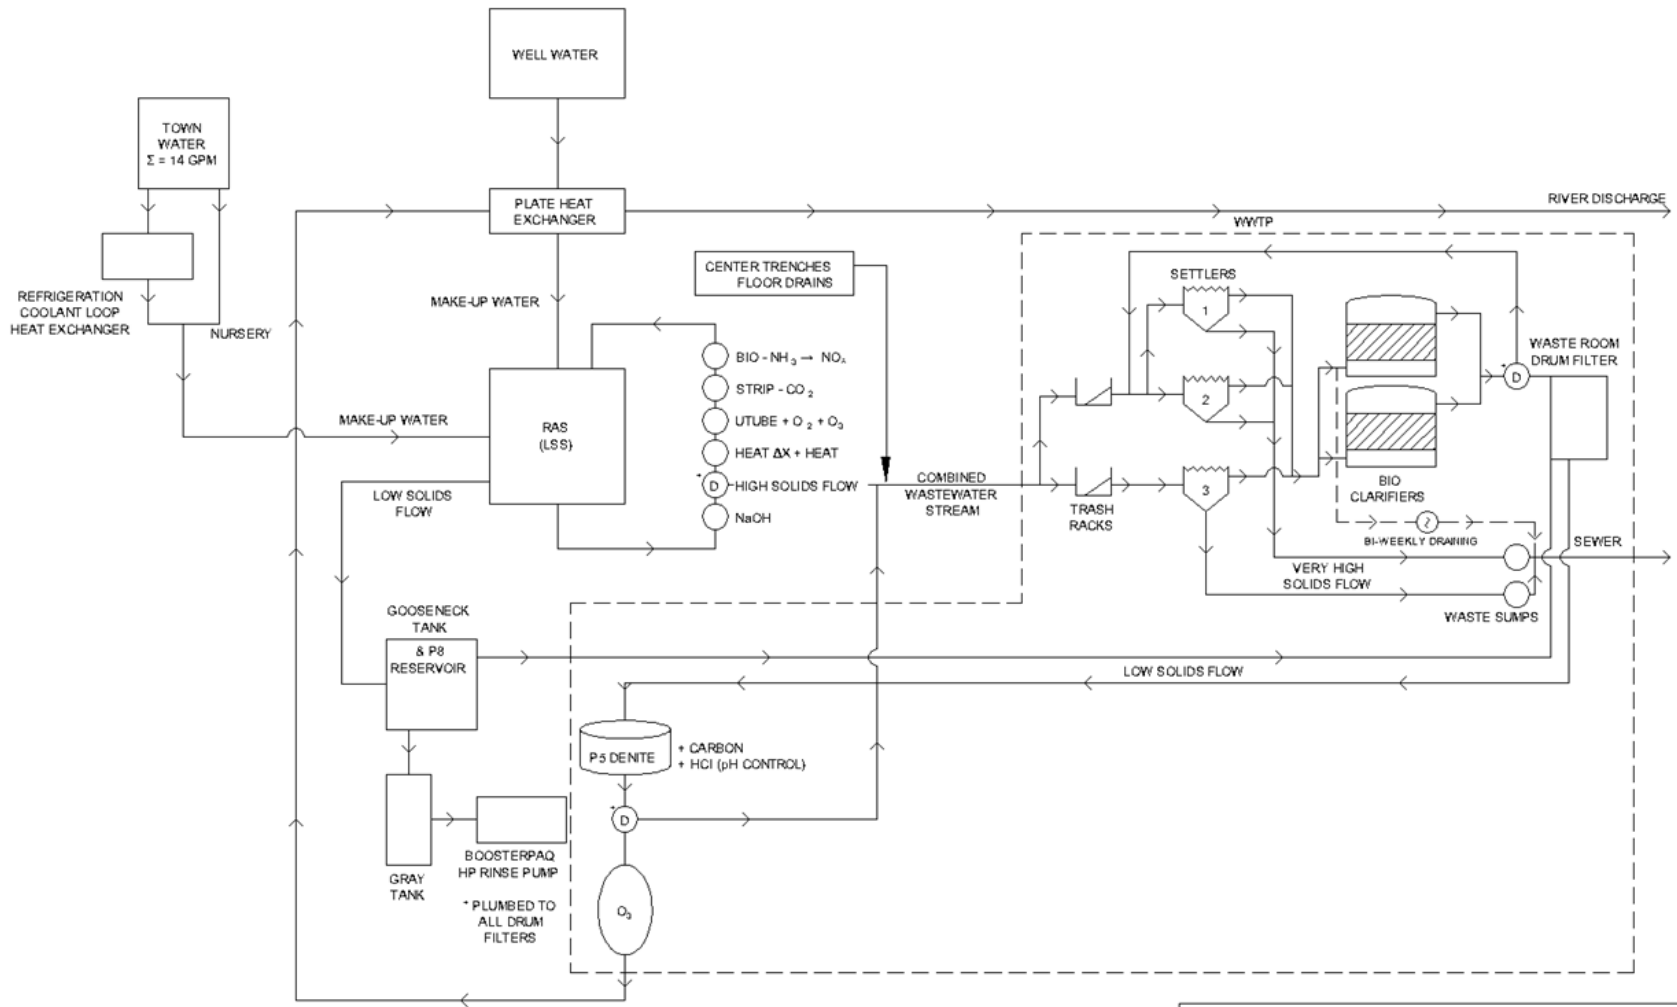 WELL WATER
TOWN
WATER
Σ = 14 GPM
PLATE HEAT
EXCHANGER
RIVER DISCHARGE
WWTP
CENTER TRENCHES
FLOOR DRAINS
SETTLERS
REFRIGERATION
COOLANT LOOP
HEAT EXCHANGER
NURSERY
MAKE-UP WATER
1
2
3
WASTE ROOM
DRUM FILTER
+
D
BIO - NH₃ → NOₓ
STRIP - CO₂
UTUBE + O₂ + O₃
HEAT ΔX + HEAT
+
D
HIGH SOLIDS FLOW
NaOH
MAKE-UP WATER
RAS
(LSS)
LOW SOLIDS
FLOW
COMBINED
WASTEWATER
STREAM
TRASH
RACKS
BIO
CLARIFIERS
BI-WEEKLY DRAINING
SEWER
VERY HIGH
SOLIDS FLOW
WASTE SUMPS
GOOSENECK
TANK
& P8
RESERVOIR
LOW SOLIDS FLOW
P5 DENITE
+ CARBON
+ HCl (pH CONTROL)
+
D
GRAY
TANK
BOOSTERPAQ
HP RINSE PUMP
+ PLUMBED TO
ALL DRUM
FILTERS
O₃